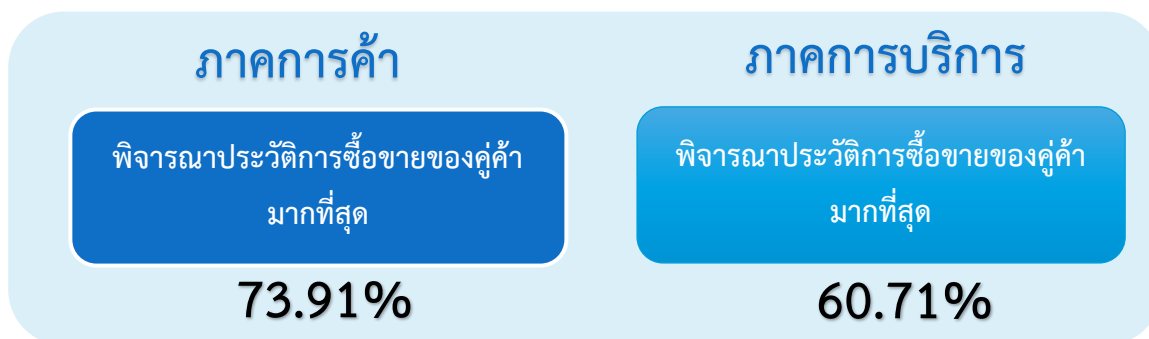 ภาคการค้า
พิจารณาประวัติการซื้อขายของคู่ค้า
มากที่สุด
73.91%
ภาคการบริการ
พิจารณาประวัติการซื้อขายของคู่ค้า
มากที่สุด
60.71%